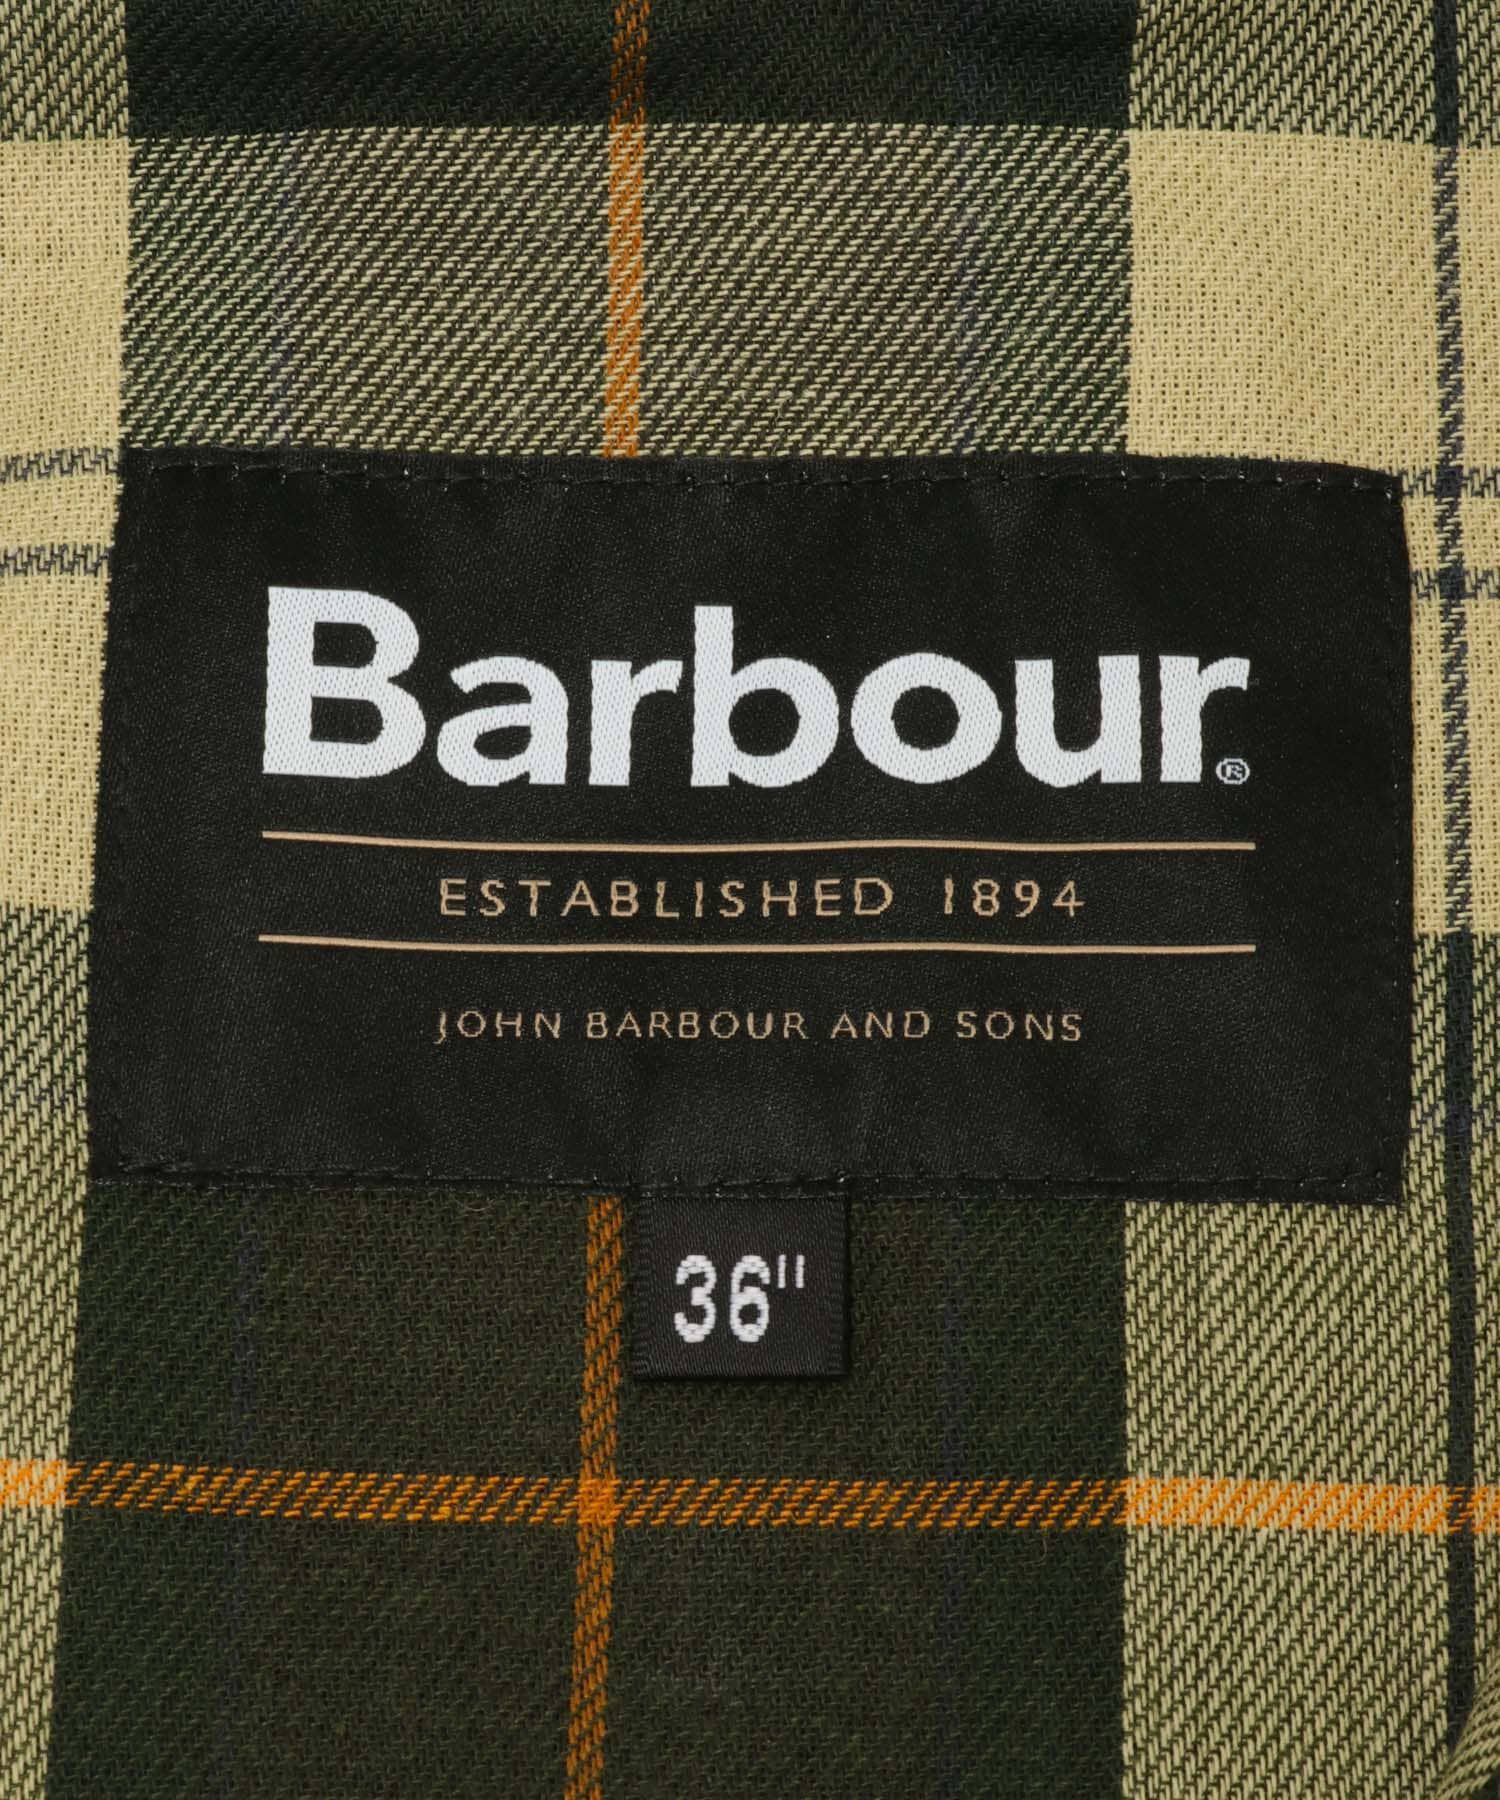 Barbour®
ESTABLISHED 1894
JOHN BARBOUR AND SONS
36"